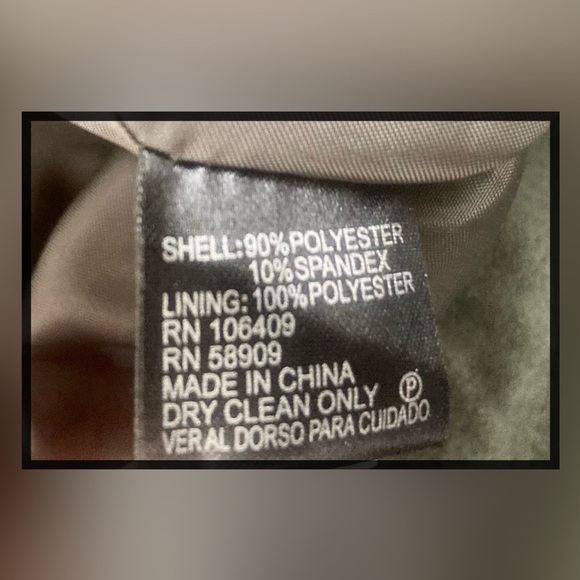 SHELL:90%POLYESTER
10%SPANDEX
LINING:100%POLYESTER
RN 106409
RN 58909
MADE IN CHINA
DRY CLEAN ONLY Ⓟ
VER AL DORSO PARA CUIDADO